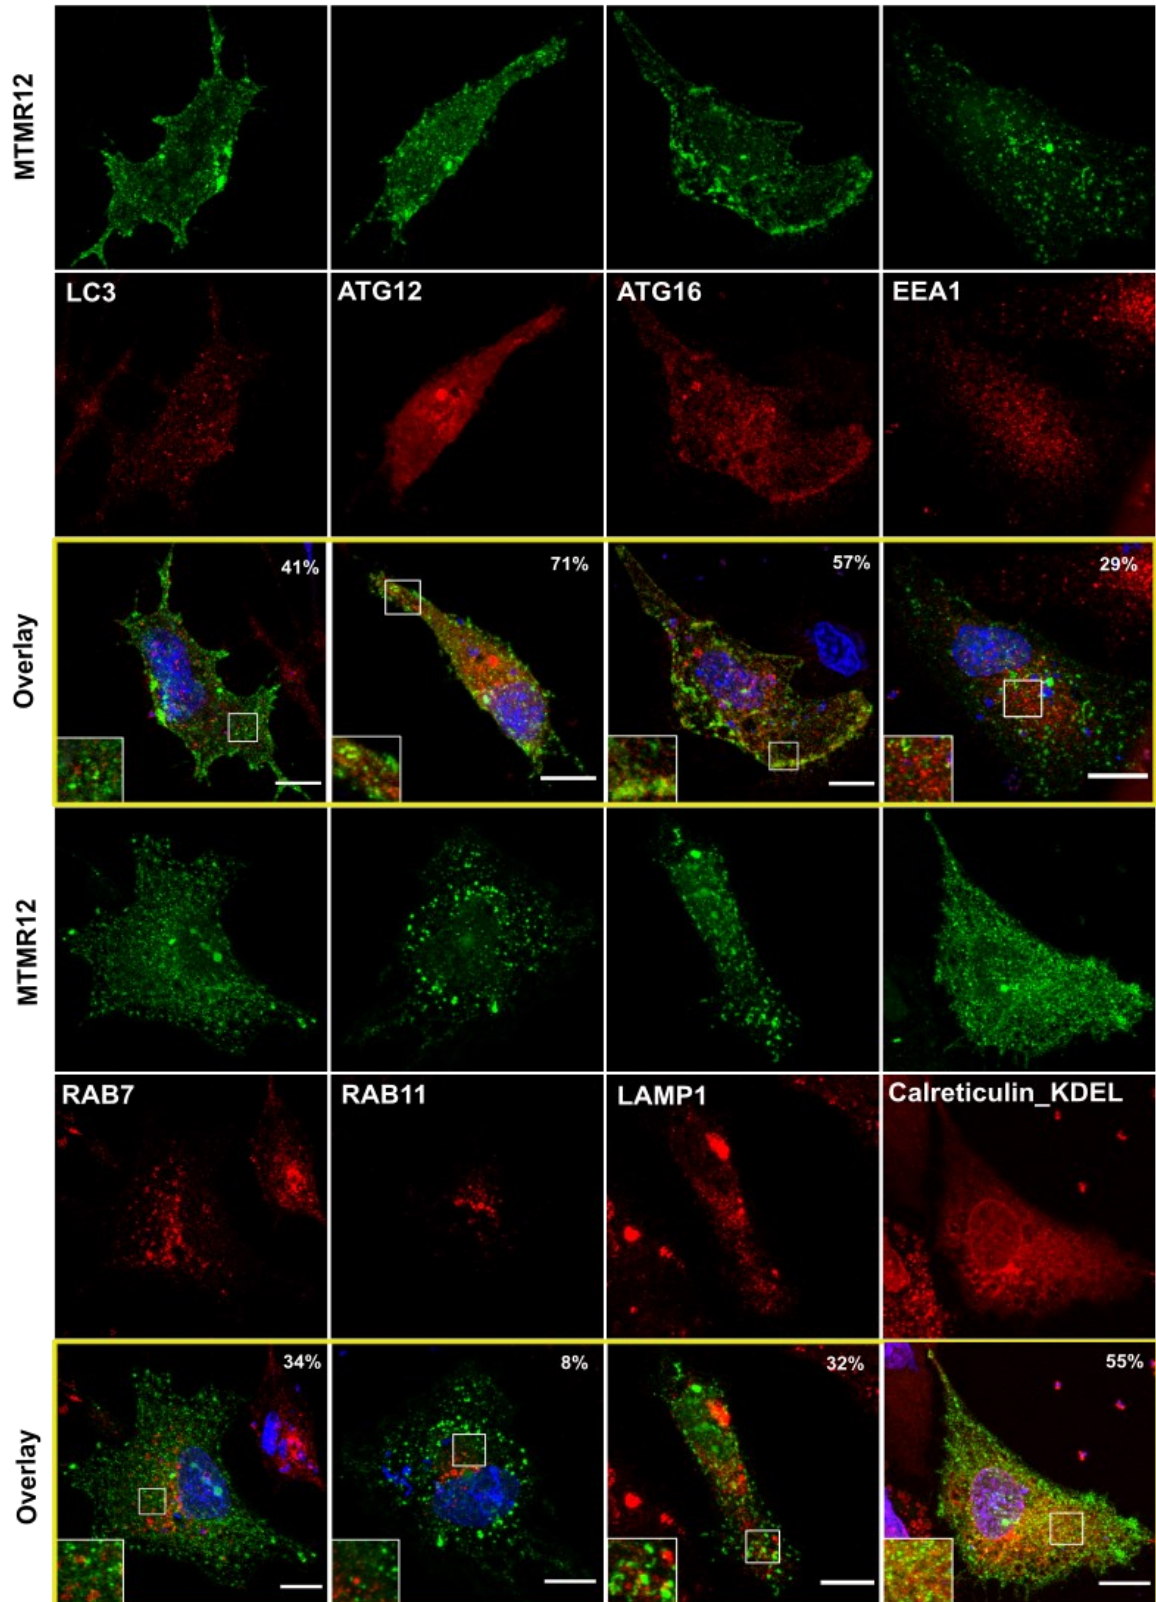 MTMR12
LC3
ATG12
ATG16
EEA1
Overlay
41%
71%
57%
29%
MTMR12
RAB7
RAB11
LAMP1
Calreticulin_KDEL
Overlay
34%
8%
32%
55%